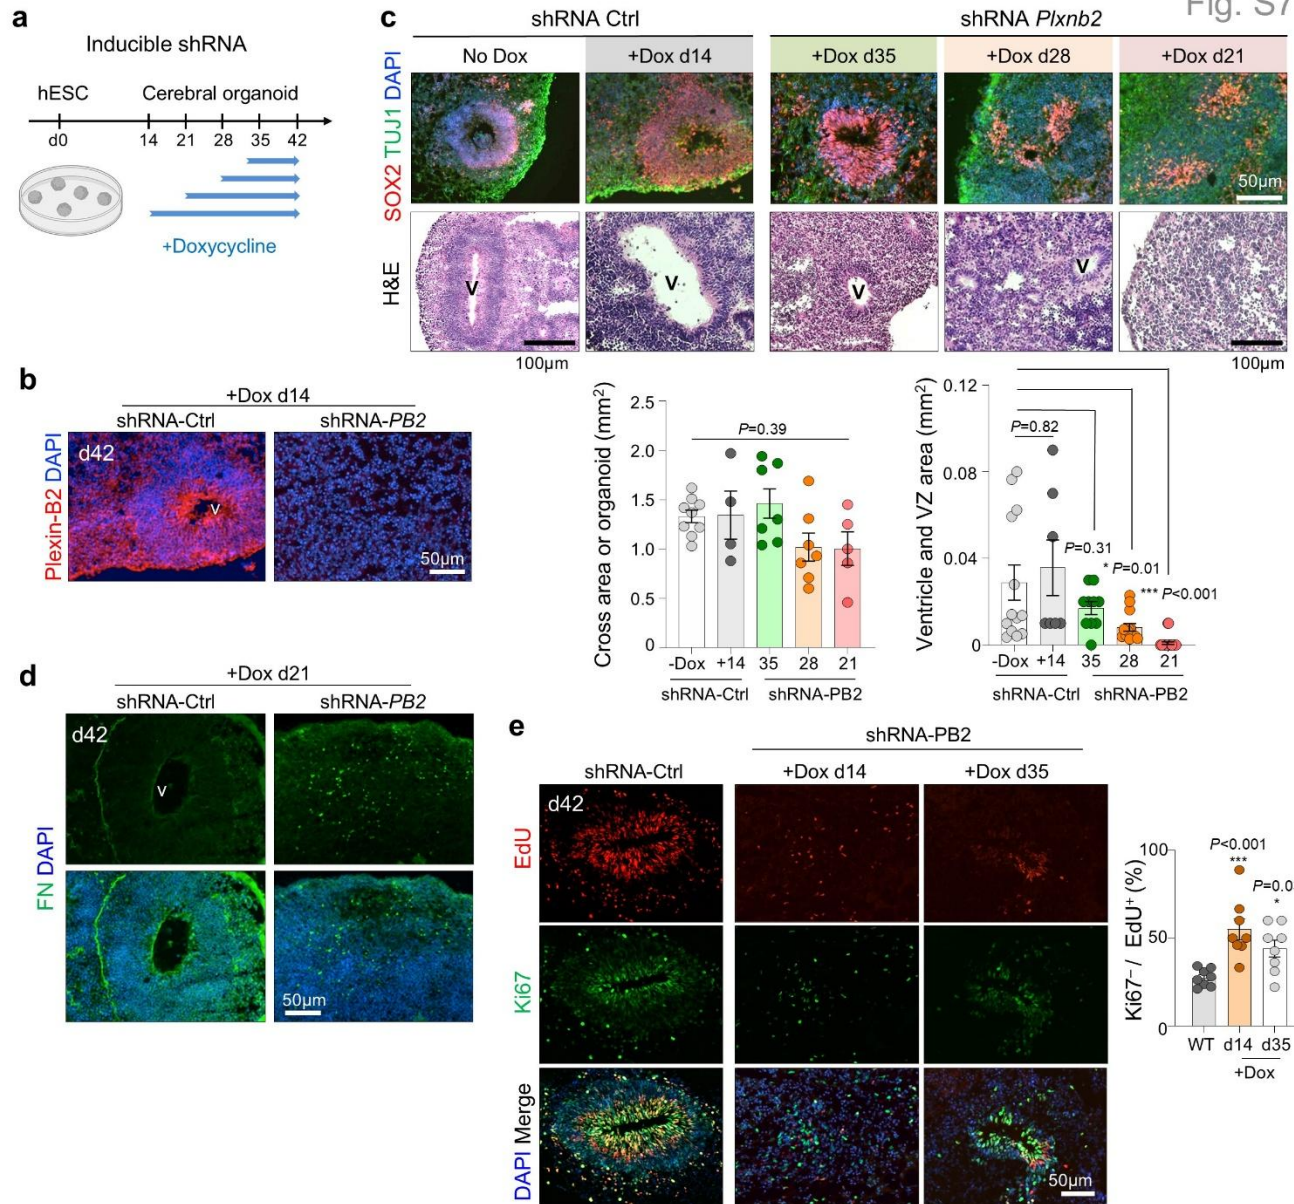 Fig. S7
a
Inducible shRNA
hESC
Cerebral organoid
d0
14 21 28 35 42
+Doxycycline
c
shRNA Ctrl
shRNA Plxnb2
No Dox
+Dox d14
+Dox d35
+Dox d28
+Dox d21
SOX2 TUJ1 DAPI
50μm
H&E
V
V
V
V
100μm
100μm
b
+Dox d14
shRNA-Ctrl
shRNA-PB2
Plexin-B2 DAPI
d42
V
50μm
Cross area or organoid (mm²)
2.5
2.0
1.5
1.0
0.5
0
P=0.39
-Dox +14 35 28 21
shRNA-Ctrl shRNA-PB2
Ventricle and VZ area (mm²)
0.12
0.08
0.04
0
P=0.82
P=0.31
* P=0.01
*** P<0.001
-Dox +14 35 28 21
shRNA-Ctrl shRNA-PB2
d
+Dox d21
shRNA-Ctrl
shRNA-PB2
FN DAPI
d42
V
50μm
e
shRNA-PB2
shRNA-Ctrl
+Dox d14
+Dox d35
EdU
d42
Ki67
DAPI Merge
50μm
Ki67⁻ / EdU⁺ (%)
100
50
0
P<0.001
***
P=0.0
*
WT d14 d35
+Dox